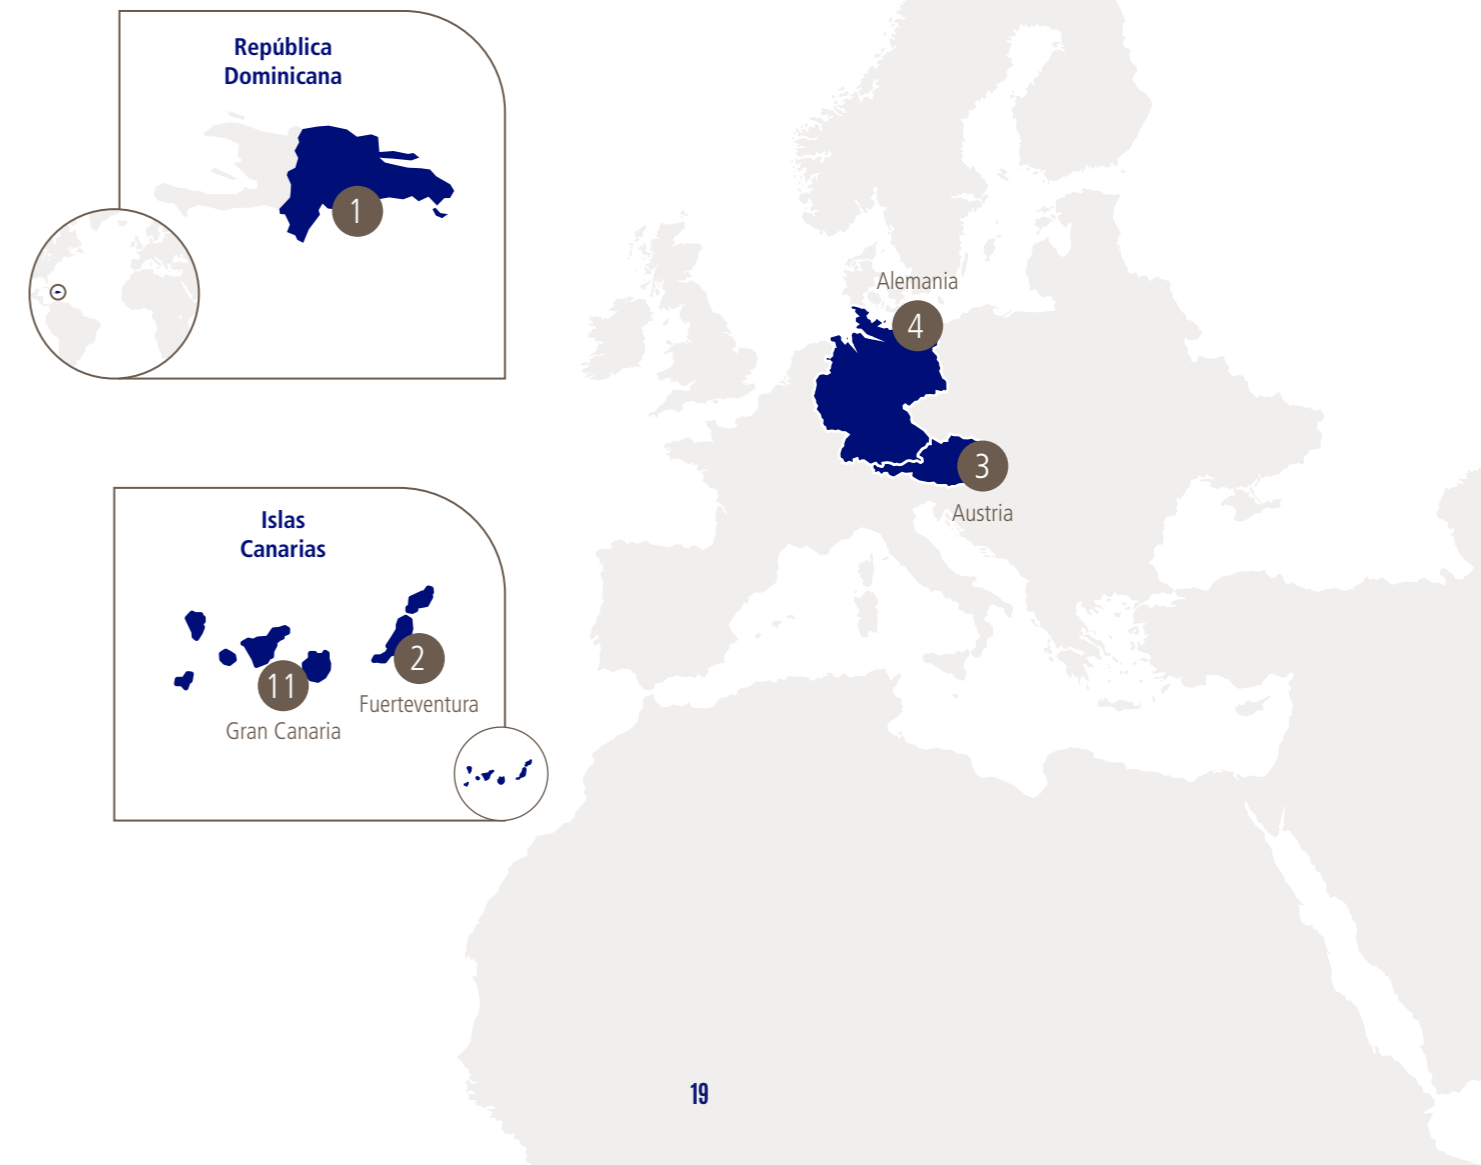 República
Dominicana
1
Alemania
4
3
Austria
Islas
Canarias
2
11
Fuerteventura
Gran Canaria
19